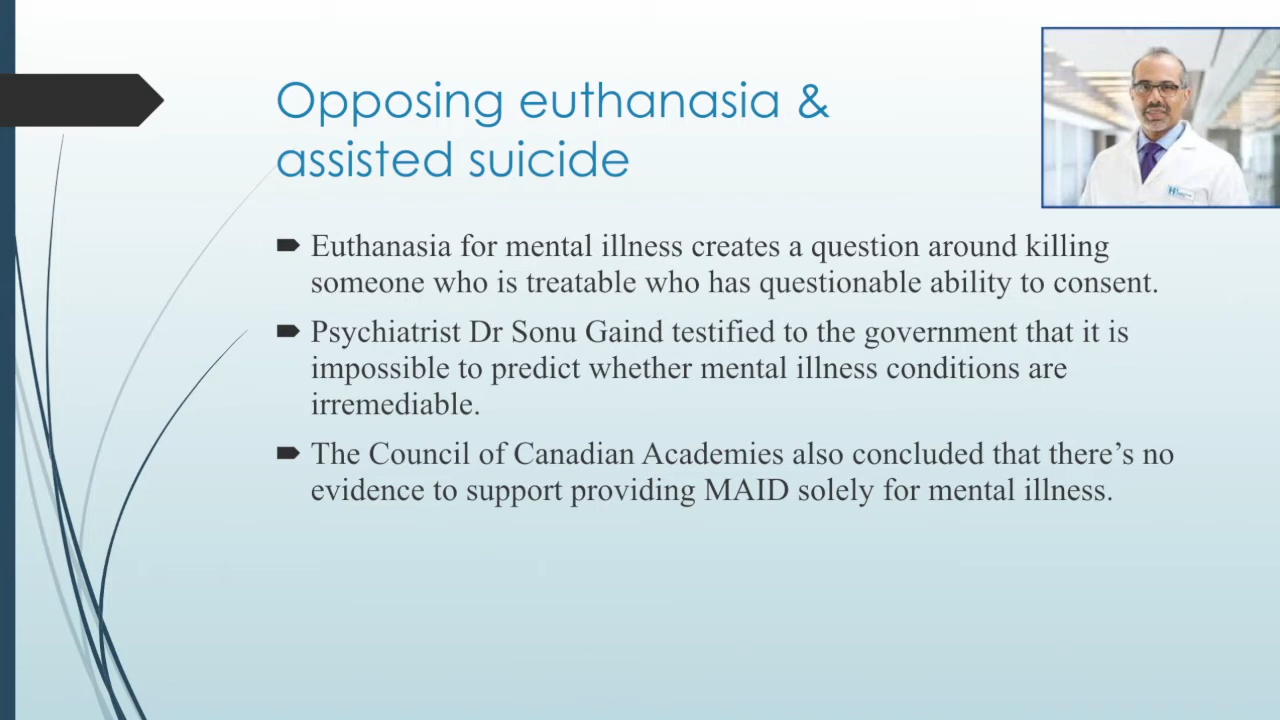 Opposing euthanasia &
assisted suicide
Euthanasia for mental illness creates a question around killing
someone who is treatable who has questionable ability to consent.
Psychiatrist Dr Sonu Gaind testified to the government that it is
impossible to predict whether mental illness conditions are
irremediable.
The Council of Canadian Academies also concluded that there’s no
evidence to support providing MAID solely for mental illness.